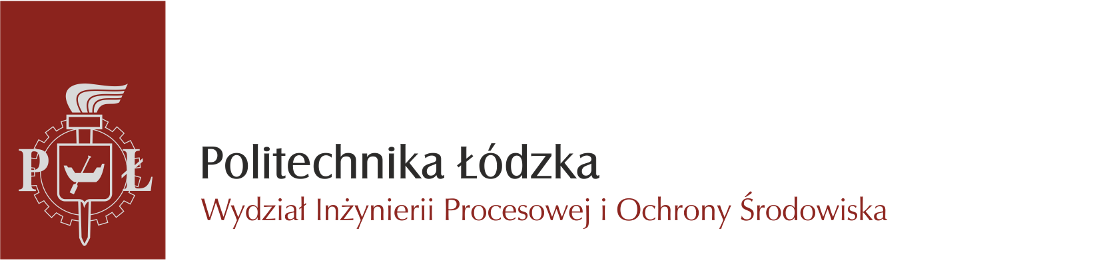 P Ł
Politechnika Łódzka
Wydział Inżynierii Procesowej i Ochrony Środowiska